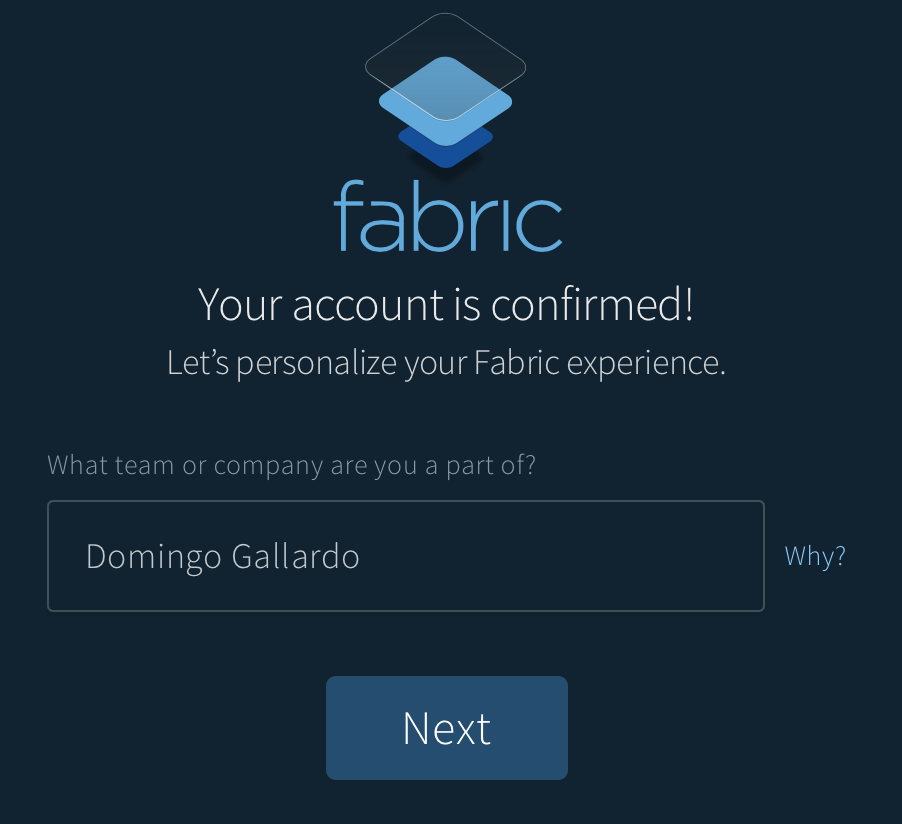 fabric
Your account is confirmed!
Let’s personalize your Fabric experience.
What team or company are you a part of?
Domingo Gallardo
Why?
Next